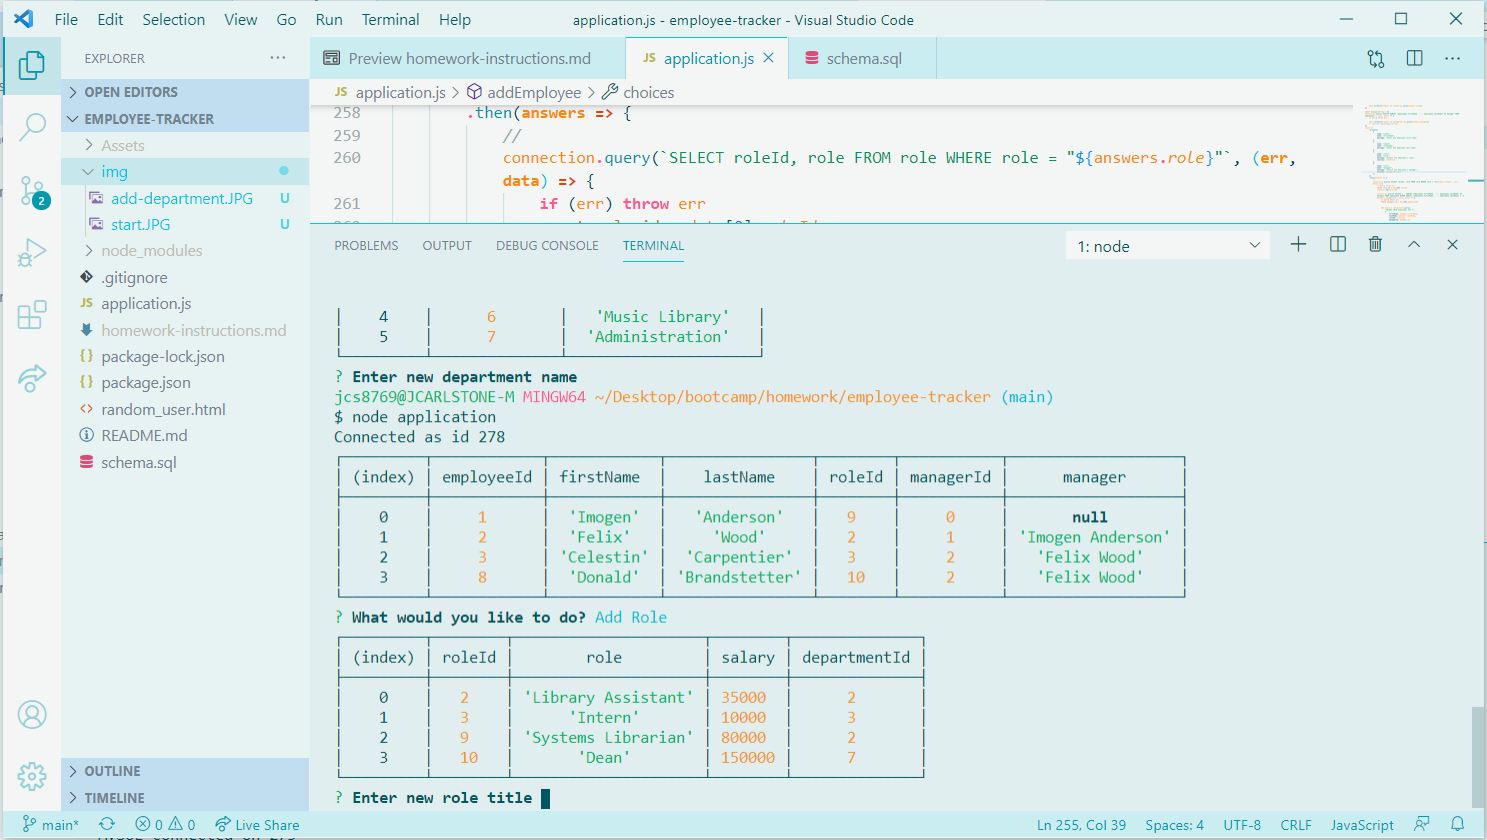 File Edit Selection View Go Run Terminal Help application.js - employee-tracker - Visual Studio Code
EXPLORER ...
OPEN EDITORS
EMPLOYEE-TRACKER
Assets
img
add-department.JPG U
start.JPG U
node_modules
.gitignore
JS application.js
homework-instructions.md
{} package-lock.json
{} package.json
<> random_user.html
README.md
schema.sql
OUTLINE
TIMELINE
2
Preview homework-instructions.md JS application.js schema.sql
JS application.js > addEmployee > choices
258 .then(answers => {
259 //
260 connection.query(`SELECT roleId, role FROM role WHERE role = "${answers.role}"`, (err,
data) => {
261 if (err) throw err
PROBLEMS OUTPUT DEBUG CONSOLE TERMINAL 1: node
4 6 'Music Library'
5 7 'Administration'
? Enter new department name
jcs8769@JCARLSTONE-M MINGW64 ~/Desktop/bootcamp/homework/employee-tracker (main)
$ node application
Connected as id 278
(index) employeeId firstName lastName roleId managerId manager
0 1 'Imogen' 'Anderson' 9 0 null
1 2 'Felix' 'Wood' 2 1 'Imogen Anderson'
2 3 'Celestin' 'Carpentier' 3 2 'Felix Wood'
3 8 'Donald' 'Brandstetter' 10 2 'Felix Wood'
? What would you like to do? Add Role
(index) roleId role salary departmentId
0 2 'Library Assistant' 35000 2
1 3 'Intern' 10000 3
2 9 'Systems Librarian' 80000 2
3 10 'Dean' 150000 7
? Enter new role title
main* 0 0 Live Share Ln 255, Col 39 Spaces: 4 UTF-8 CRLF JavaScript